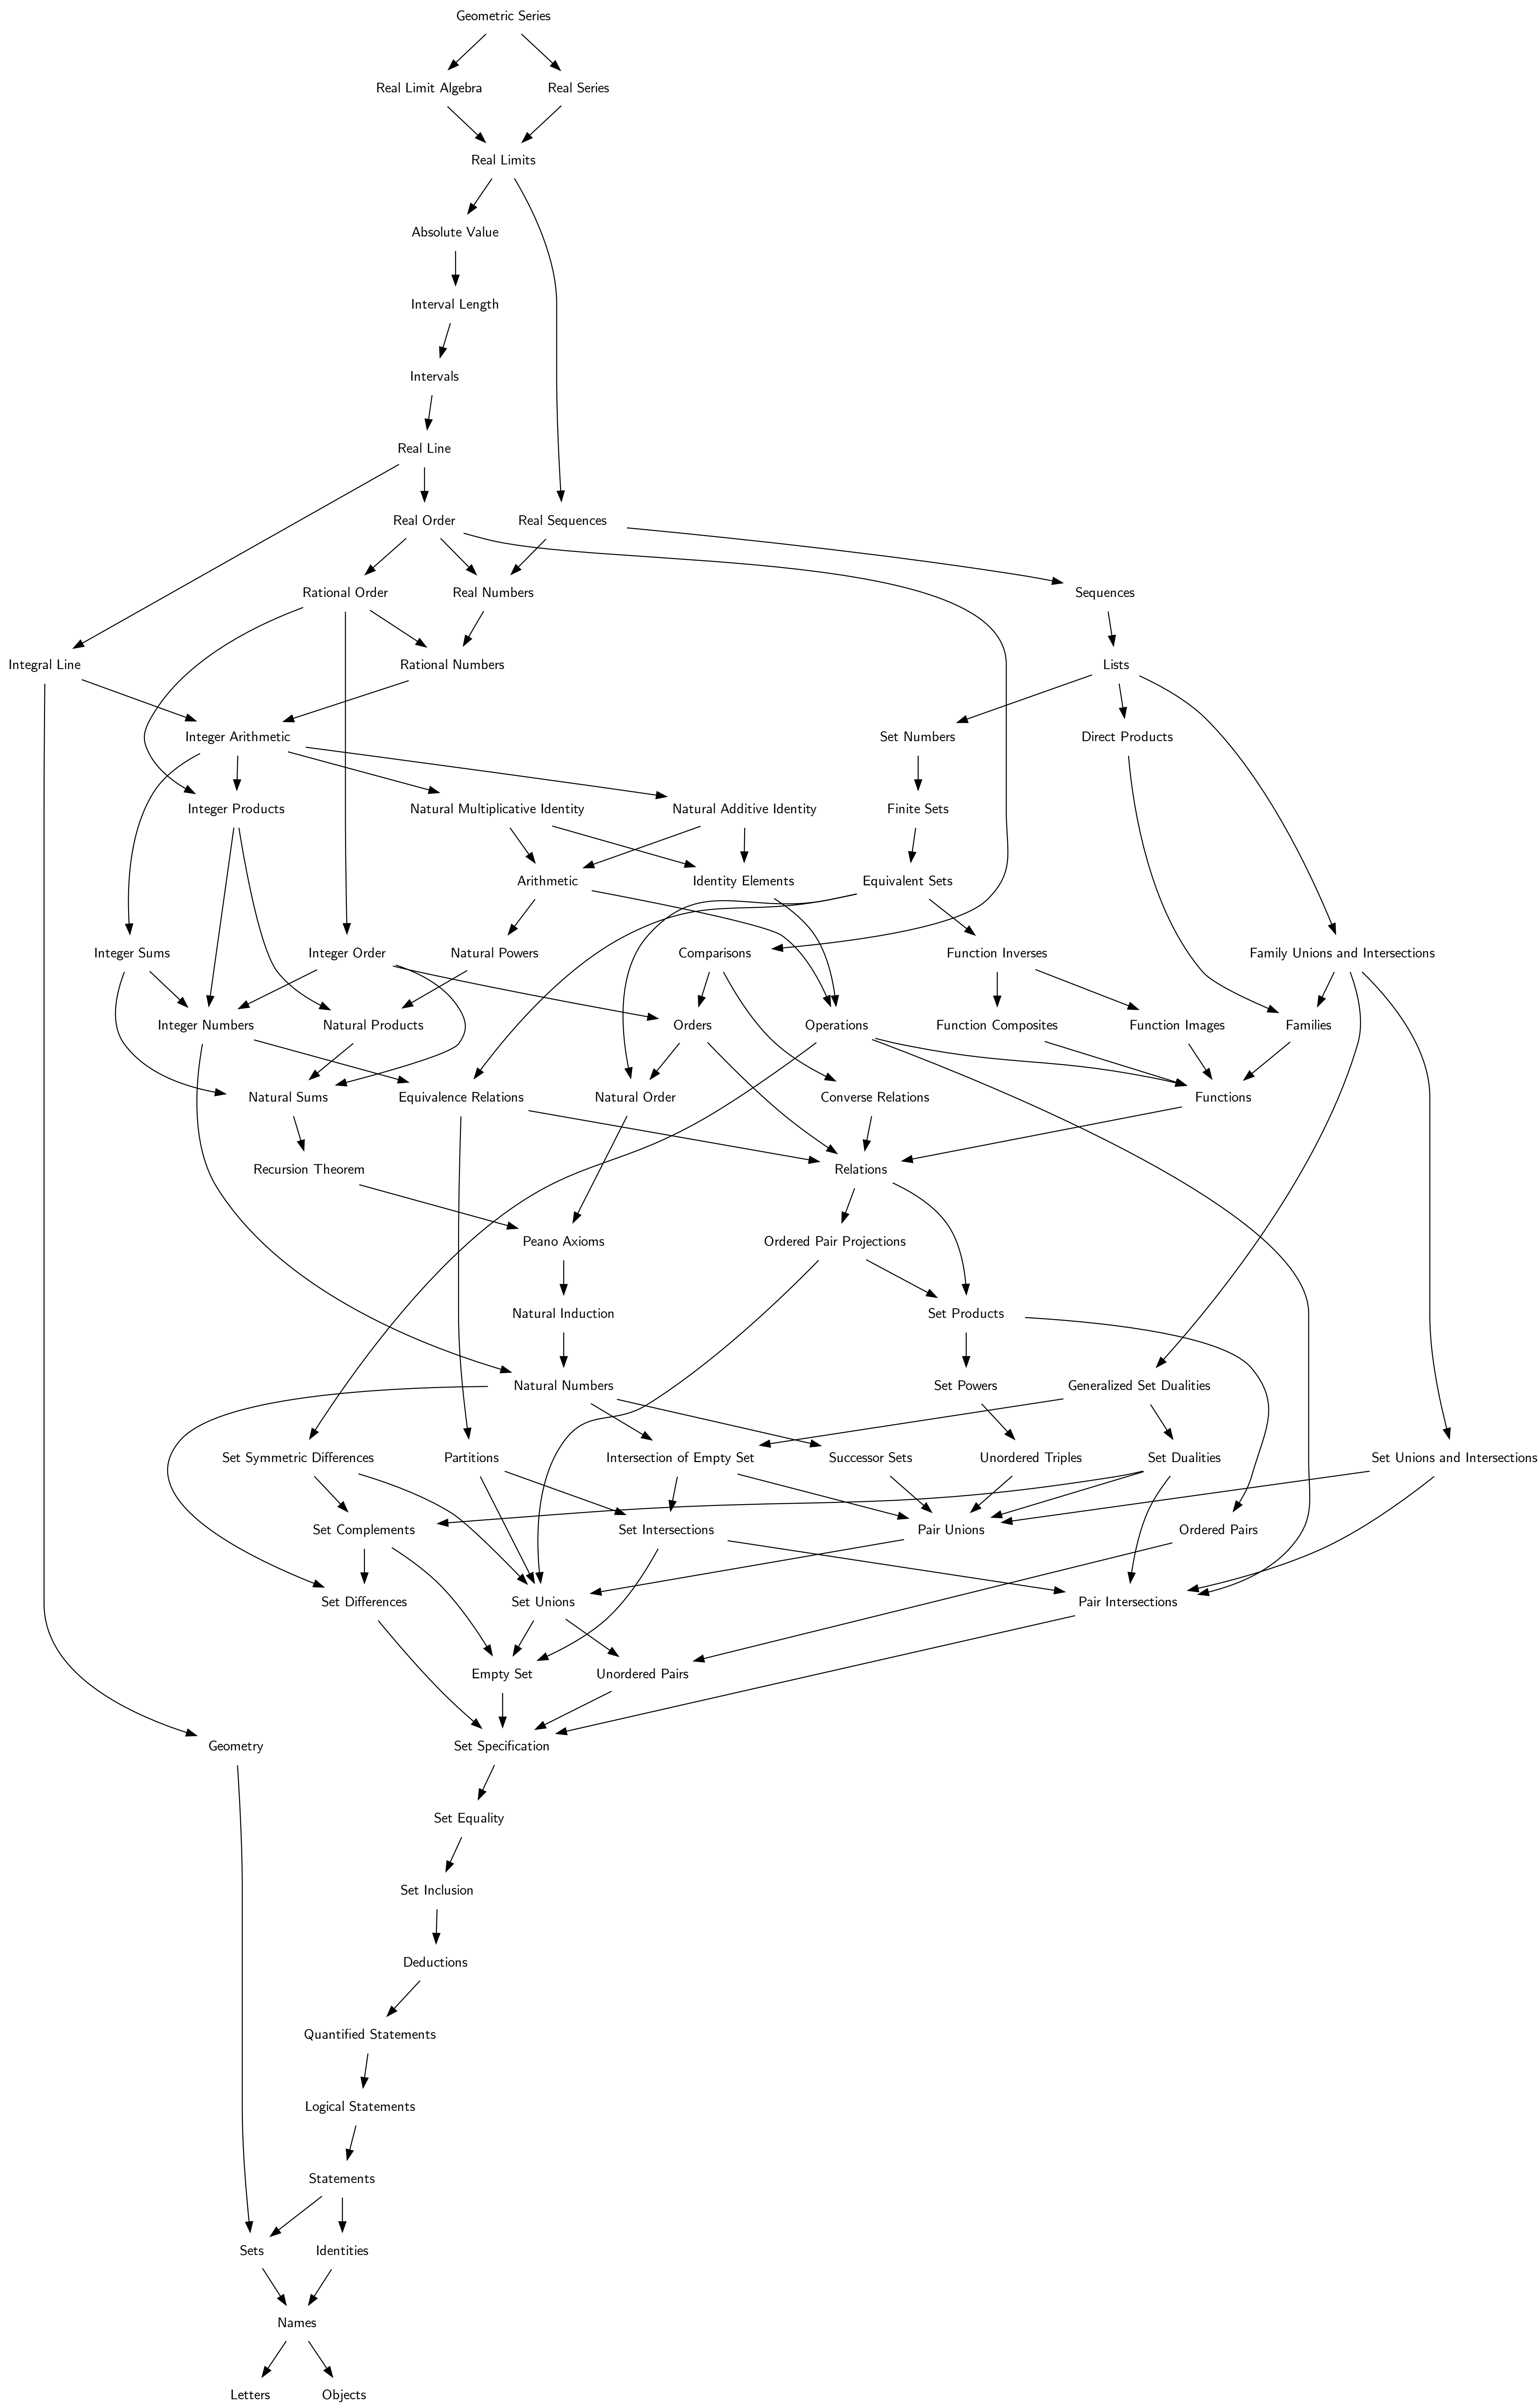 Geometric Series
Real Limit Algebra
Real Series
Real Limits
Absolute Value
Interval Length
Intervals
Real Line
Real Order
Real Sequences
Rational Order
Real Numbers
Sequences
Integral Line
Rational Numbers
Lists
Integer Arithmetic
Set Numbers
Direct Products
Integer Products
Natural Multiplicative Identity
Natural Additive Identity
Finite Sets
Arithmetic
Identity Elements
Equivalent Sets
Integer Sums
Integer Order
Natural Powers
Comparisons
Function Inverses
Family Unions and Intersections
Integer Numbers
Natural Products
Orders
Operations
Function Composites
Function Images
Families
Natural Sums
Equivalence Relations
Natural Order
Converse Relations
Functions
Recursion Theorem
Relations
Peano Axioms
Ordered Pair Projections
Natural Induction
Set Products
Natural Numbers
Set Powers
Generalized Set Dualities
Set Symmetric Differences
Partitions
Intersection of Empty Set
Successor Sets
Unordered Triples
Set Dualities
Set Unions and Intersections
Set Complements
Set Intersections
Pair Unions
Ordered Pairs
Set Differences
Set Unions
Pair Intersections
Empty Set
Unordered Pairs
Geometry
Set Specification
Set Equality
Set Inclusion
Deductions
Quantified Statements
Logical Statements
Statements
Sets
Identities
Names
Letters
Objects